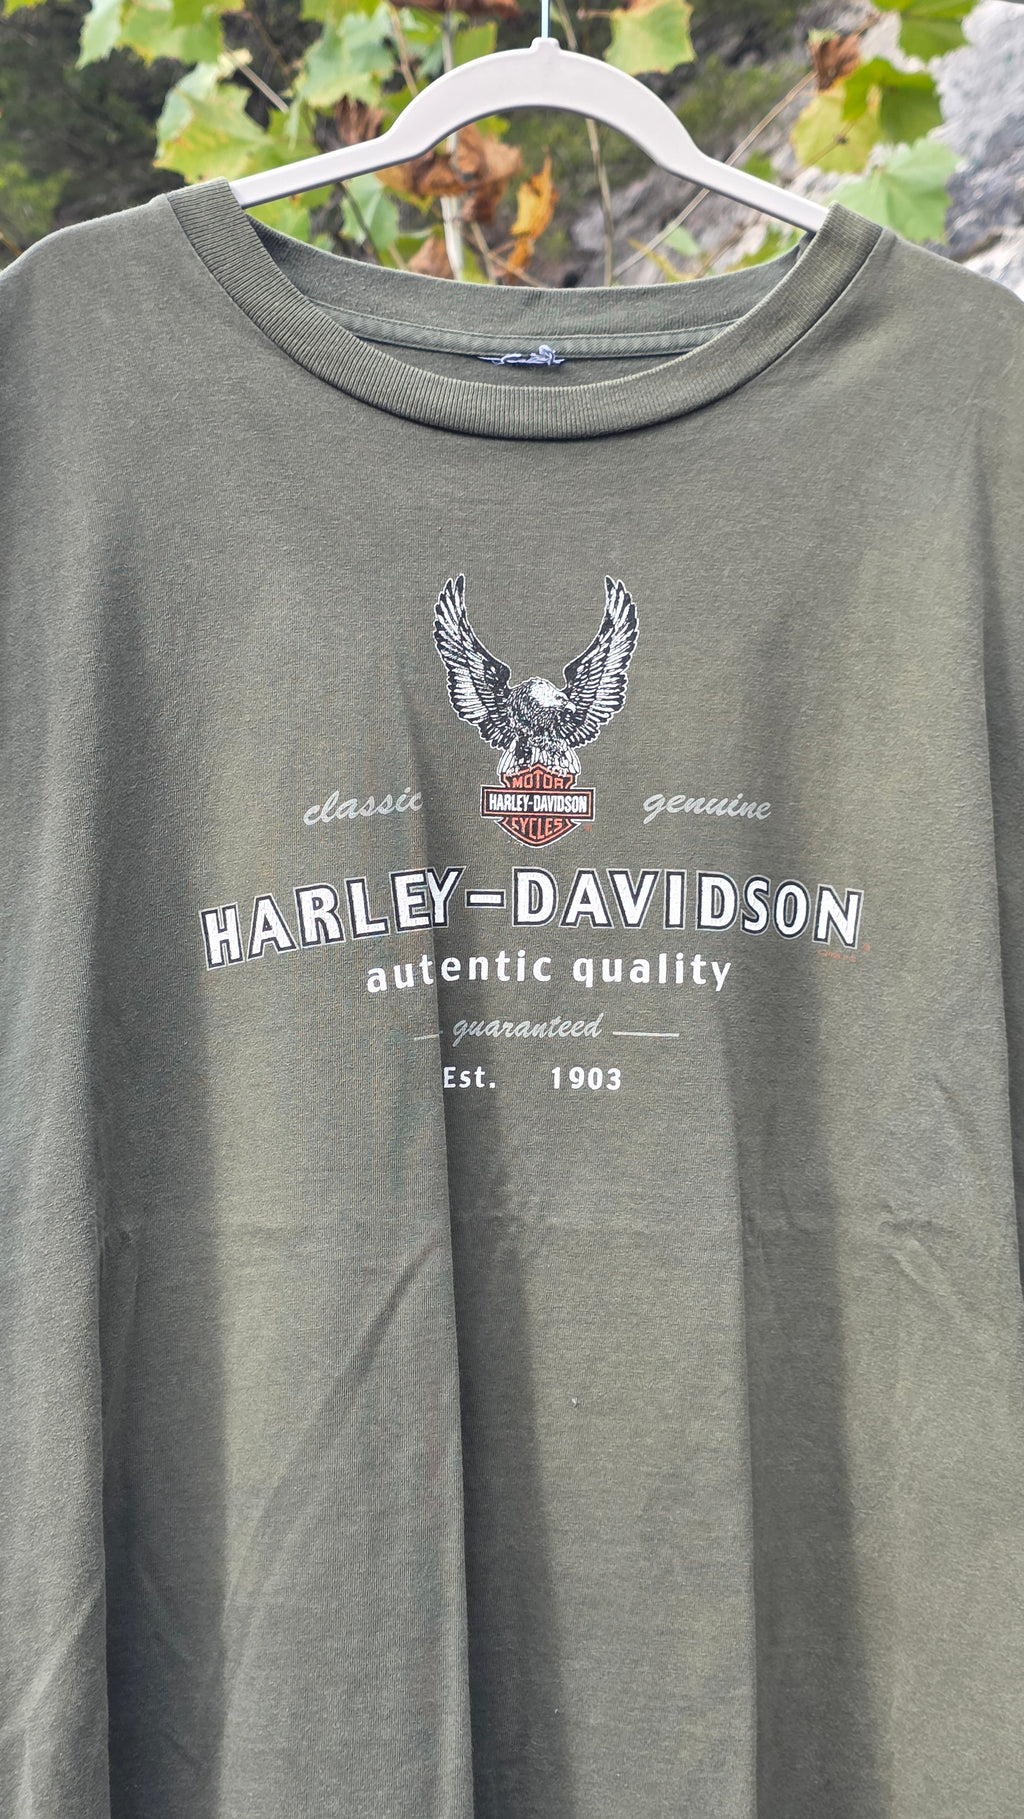 MOTOR
HARLEY-DAVIDSON
CYCLES
classic genuine
HARLEY-DAVIDSON
autentic quality
guaranteed
Est. 1903